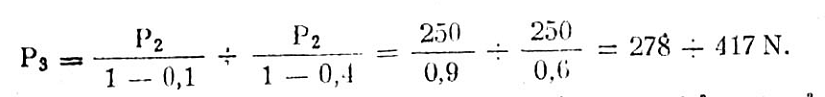 P₃ = P₂ / (1 − 0,1) ÷ P₂ / (1 − 0,4) = 250 / 0,9 ÷ 250 / 0,6 = 278 ÷ 417 N.